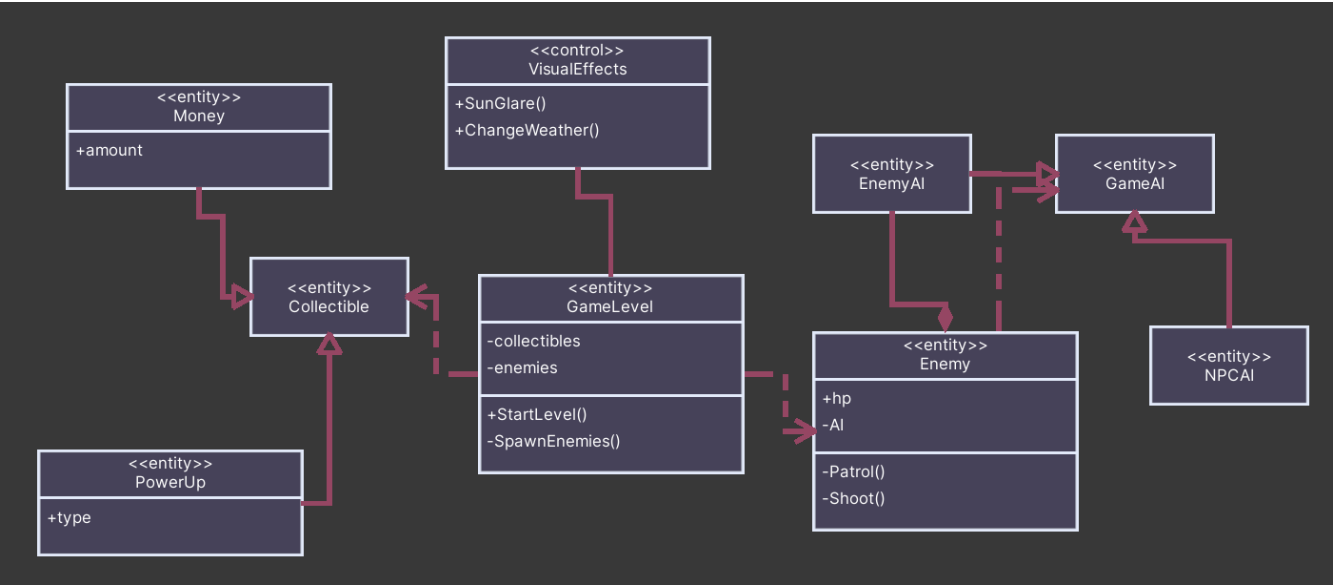 <<control>>
VisualEffects
+SunGlare()
+ChangeWeather()
<<entity>>
Money
+amount
<<entity>>
EnemyAI
<<entity>>
GameAI
<<entity>>
Collectible
<<entity>>
GameLevel
-collectibles
-enemies
+StartLevel()
-SpawnEnemies()
<<entity>>
Enemy
+hp
-AI
-Patrol()
-Shoot()
<<entity>>
NPCAI
<<entity>>
PowerUp
+type